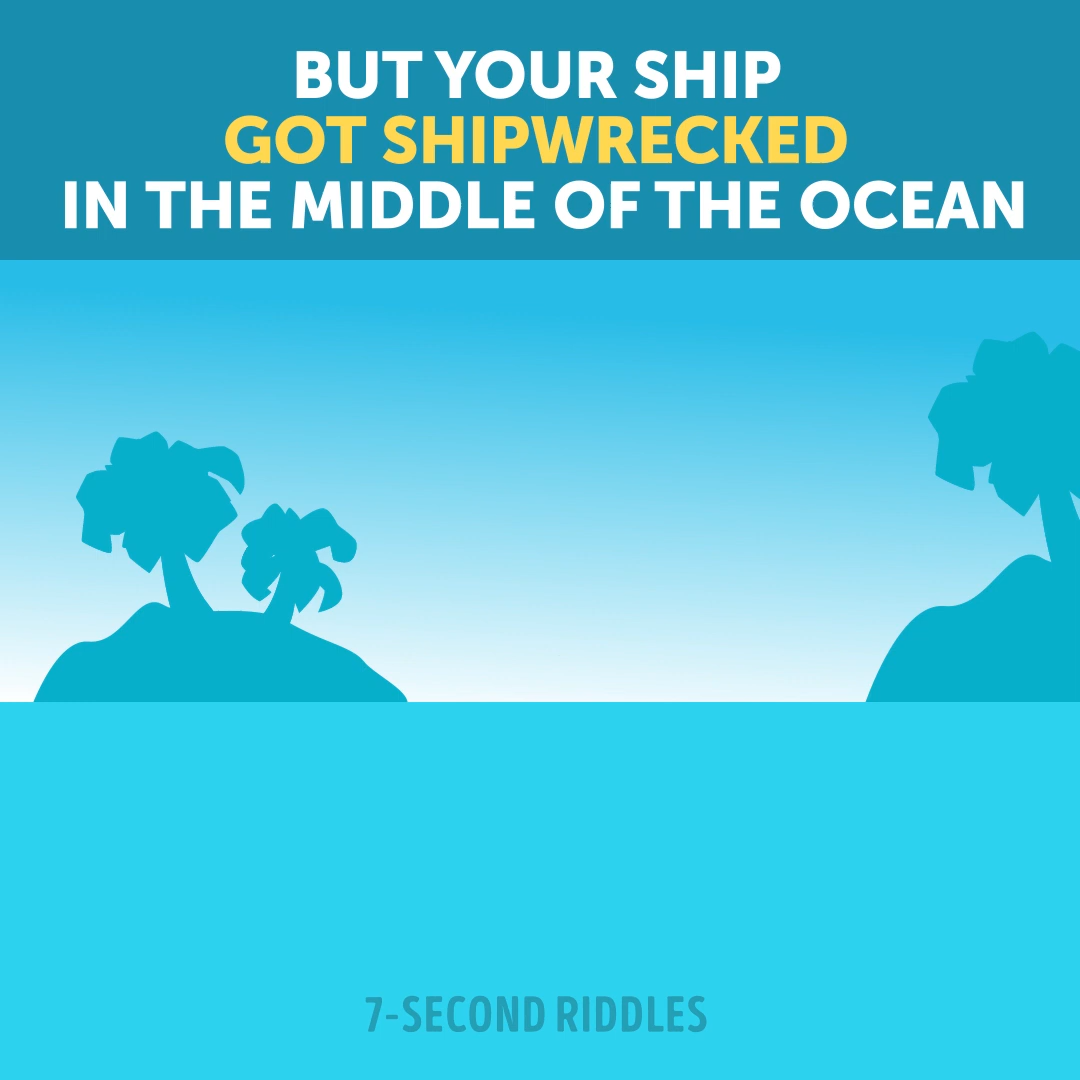 BUT YOUR SHIP
GOT SHIPWRECKED
IN THE MIDDLE OF THE OCEAN
7-SECOND RIDDLES